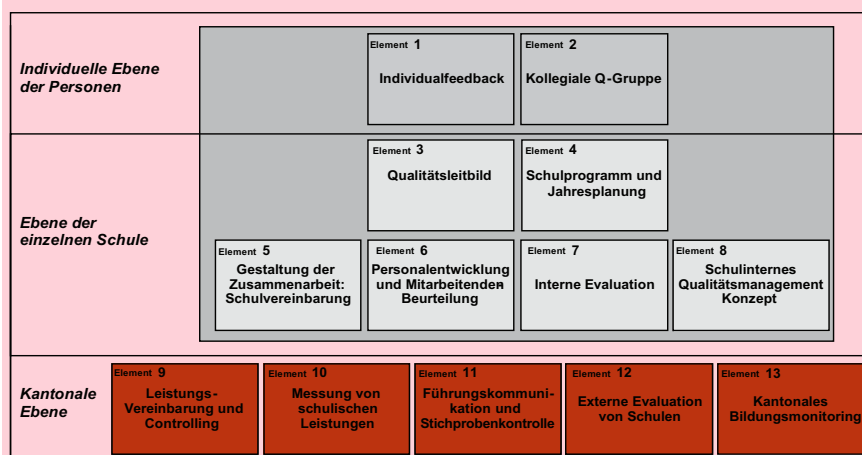 Individuelle Ebene
der Personen
Element 1
Individualfeedback
Element 2
Kollegiale Q-Gruppe
Ebene der
einzelnen Schule
Element 3
Qualitätsleitbild
Element 4
Schulprogramm und
Jahresplanung
Element 5
Gestaltung der
Zusammenarbeit:
Schulvereinbarung
Element 6
Personalentwicklung
und Mitarbeitenden-
Beurteilung
Element 7
Interne Evaluation
Element 8
Schulinternes
Qualitätsmanagement
Konzept
Kantonale
Ebene
Element 9
Leistungs-
Vereinbarung und
Controlling
Element 10
Messung von
schulischen
Leistungen
Element 11
Führungskommuni-
kation und
Stichprobenkontrolle
Element 12
Externe Evaluation
von Schulen
Element 13
Kantonales
Bildungsmonitoring